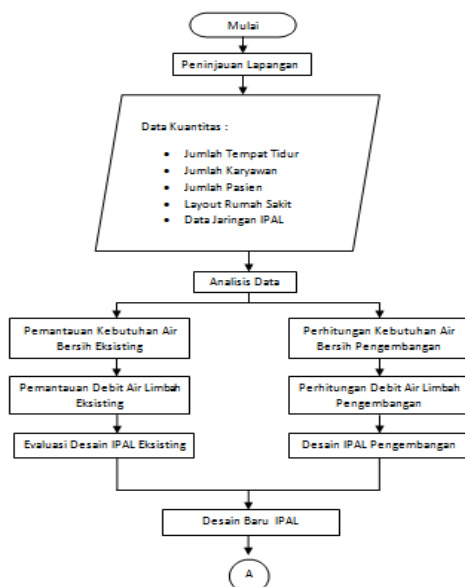 Mulai
Peninjauan Lapangan
Data Kuantitas :
• Jumlah Tempat Tidur
• Jumlah Karyawan
• Jumlah Pasien
• Layout Rumah Sakit
• Data Jaringan IPAL
Analisis Data
Pemantauan Kebutuhan Air
Bersih Eksisting
Perhitungan Kebutuhan Air
Bersih Pengembangan
Pemantauan Debit Air Limbah
Eksisting
Perhitungan Debit Air Limbah
Pengembangan
Evaluasi Desain IPAL Eksisting
Desain IPAL Pengembangan
Desain Baru IPAL
A